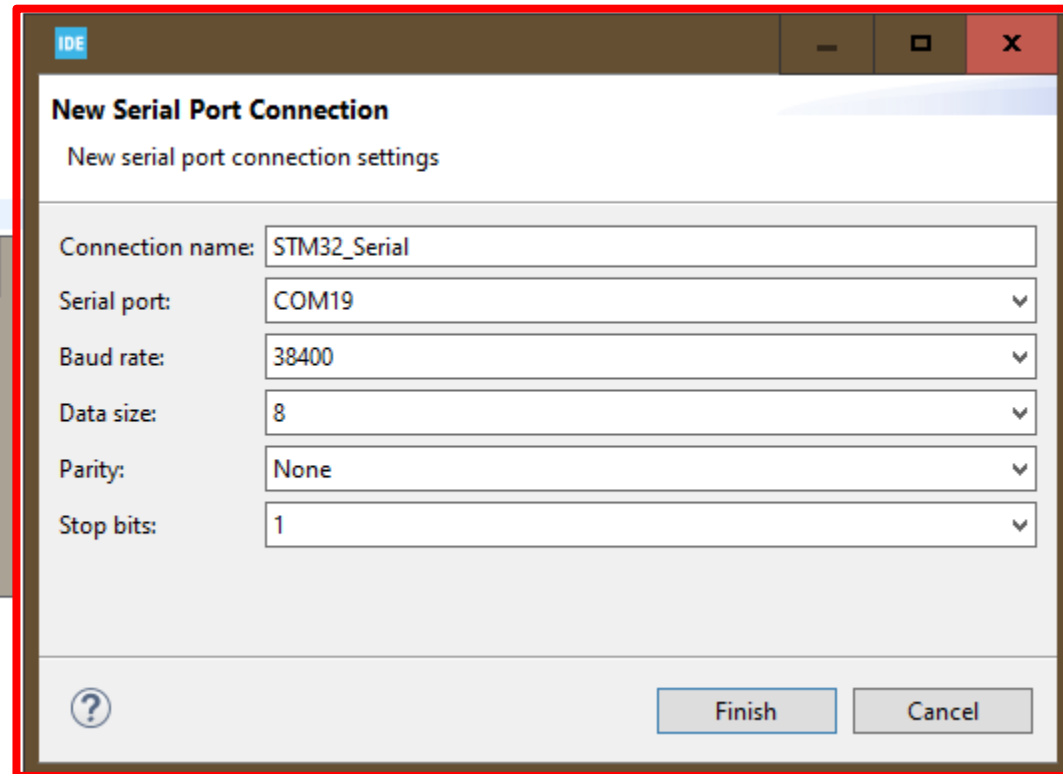 IDE
New Serial Port Connection
New serial port connection settings
Connection name: STM32_Serial
Serial port: COM19
Baud rate: 38400
Data size: 8
Parity: None
Stop bits: 1
? Finish Cancel